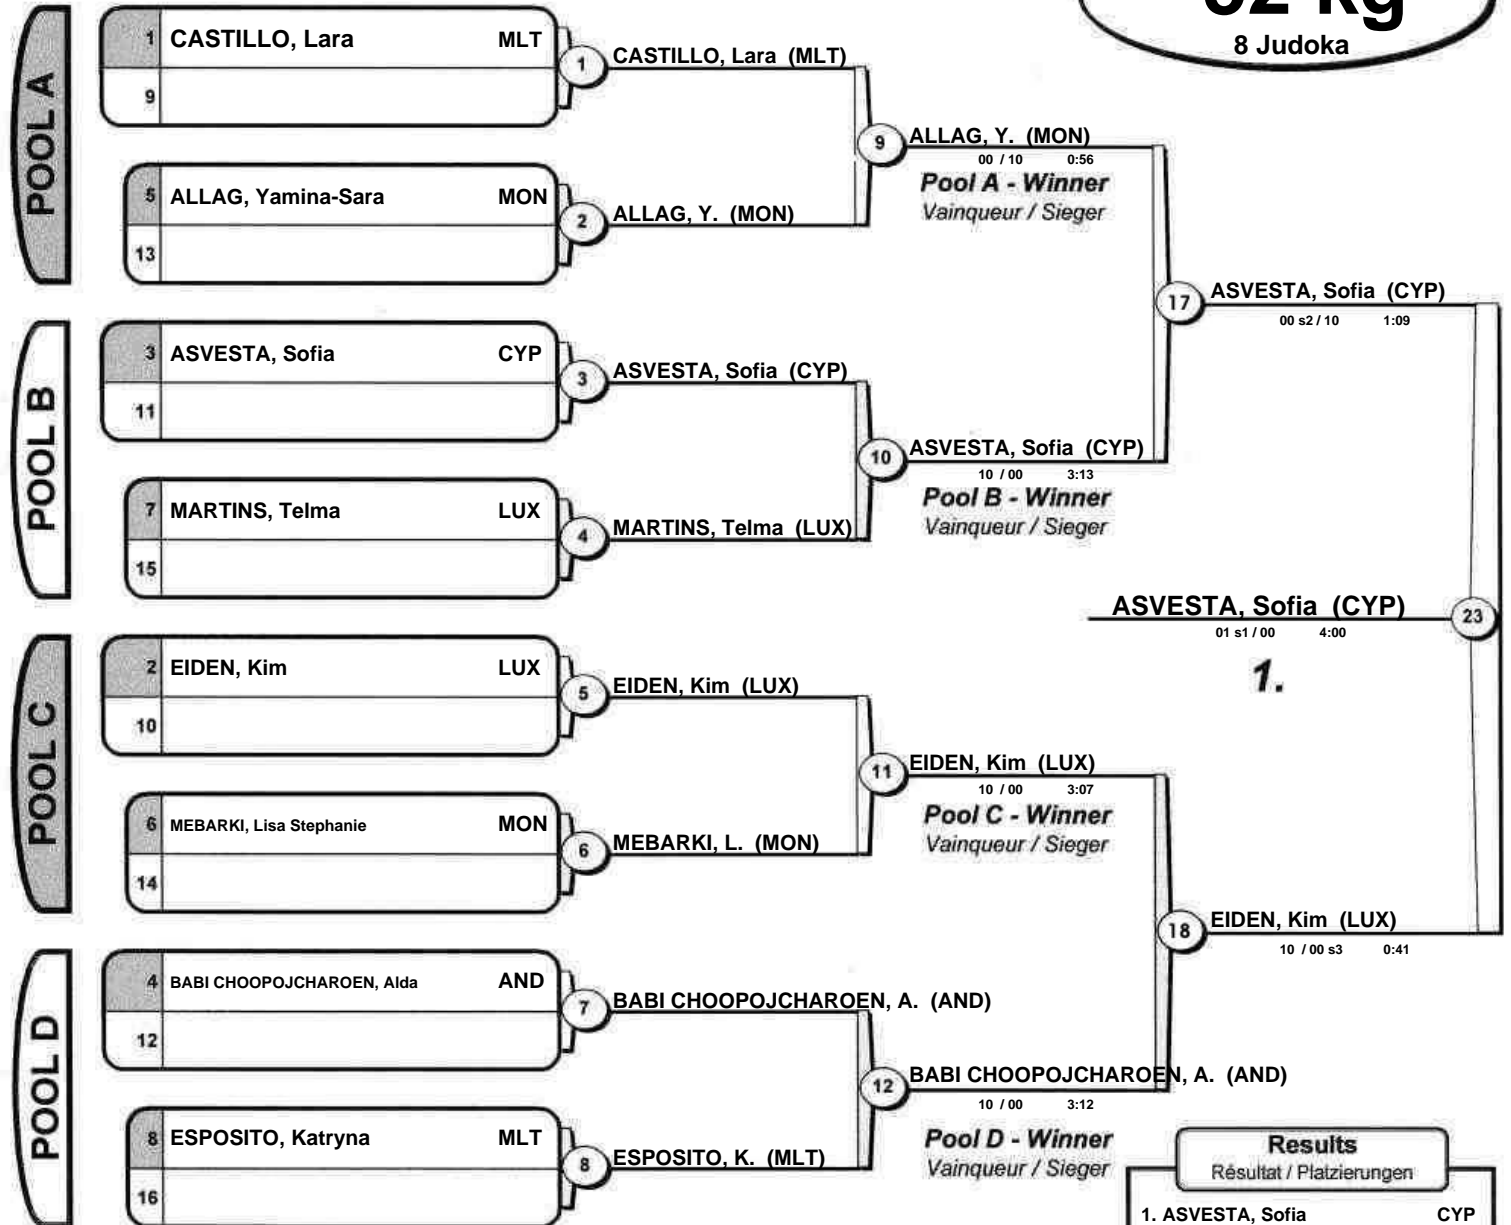 52 kg
8 Judoka
POOL A
1 CASTILLO, Lara MLT
9
1
CASTILLO, Lara (MLT)
5 ALLAG, Yamina-Sara MON
13
2
ALLAG, Y. (MON)
9
ALLAG, Y. (MON)
00 / 10 0:56
Pool A - Winner
Vainqueur / Sieger
POOL B
3 ASVESTA, Sofia CYP
11
3
ASVESTA, Sofia (CYP)
7 MARTINS, Telma LUX
15
4
MARTINS, Telma (LUX)
10
ASVESTA, Sofia (CYP)
10 / 00 3:13
Pool B - Winner
Vainqueur / Sieger
17
ASVESTA, Sofia (CYP)
00 s2 / 10 1:09
ASVESTA, Sofia (CYP)
23
01 s1 / 00 4:00
1.
POOL C
2 EIDEN, Kim LUX
10
5
EIDEN, Kim (LUX)
6 MEBARKI, Lisa Stephanie MON
14
6
MEBARKI, L. (MON)
11
EIDEN, Kim (LUX)
10 / 00 3:07
Pool C - Winner
Vainqueur / Sieger
18
EIDEN, Kim (LUX)
10 / 00 s3 0:41
POOL D
4 BABI CHOOPOJCHAROEN, Alda AND
12
7
BABI CHOOPOJCHAROEN, A. (AND)
8 ESPOSITO, Katryna MLT
16
8
ESPOSITO, K. (MLT)
12
BABI CHOOPOJCHAROEN, A. (AND)
10 / 00 3:12
Pool D - Winner
Vainqueur / Sieger
Results
Résultat / Platzierungen
1. ASVESTA, Sofia CYP